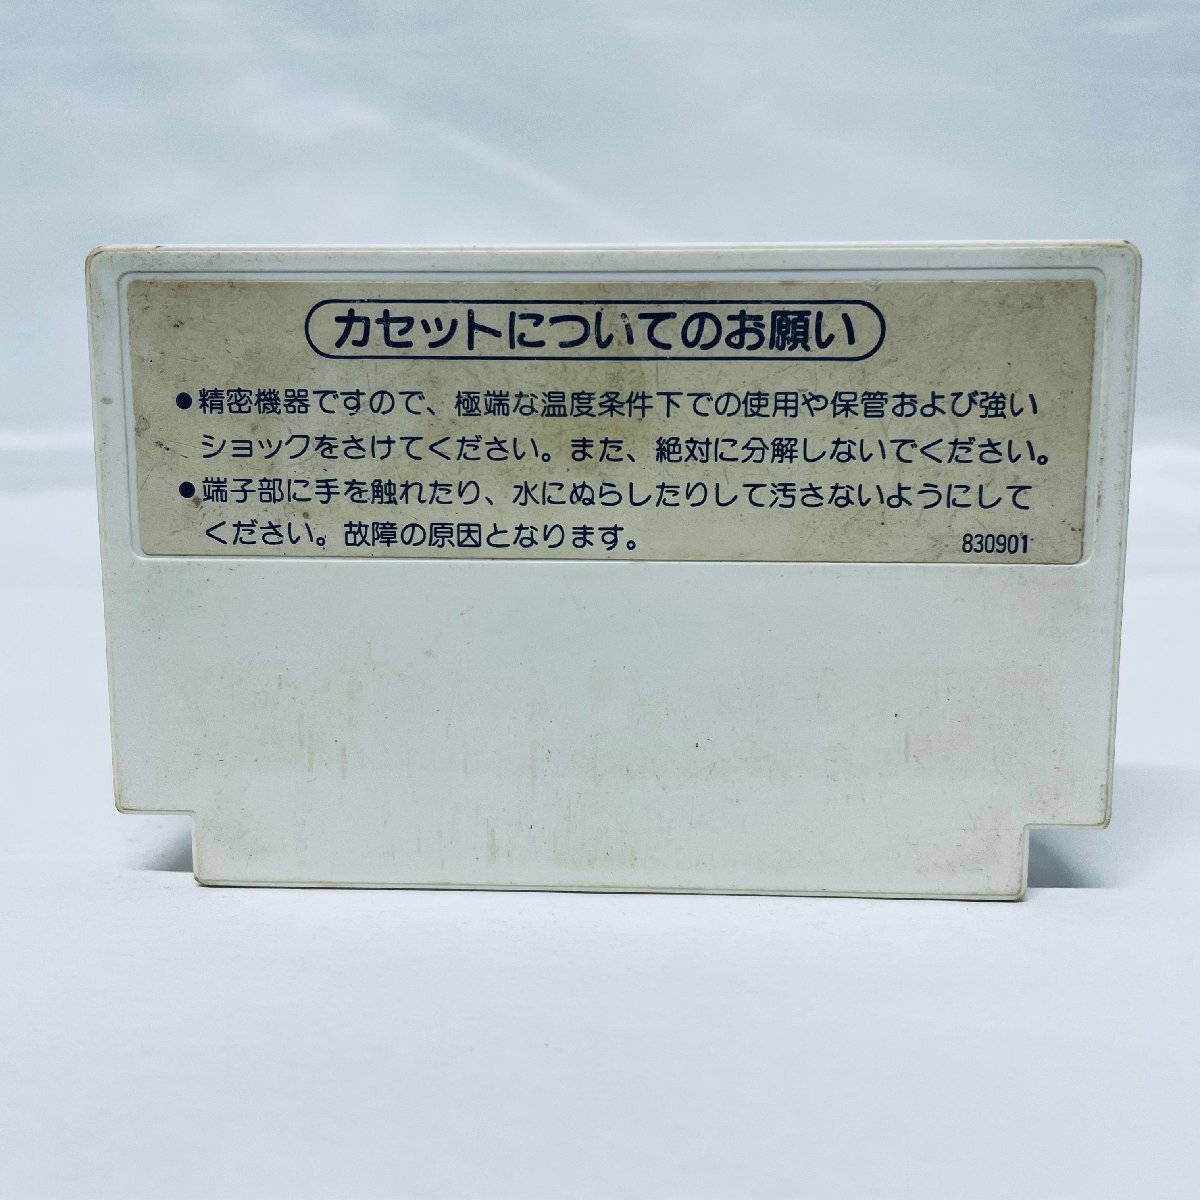 カセットについてのお願い
●精密機器ですので、極端な温度条件下での使用や保管および強い
ショックをさけてください。また、絶対に分解しないでください。
●端子部に手を触れたり、水にぬらしたりして汚さないようにして
ください。故障の原因となります。
830901